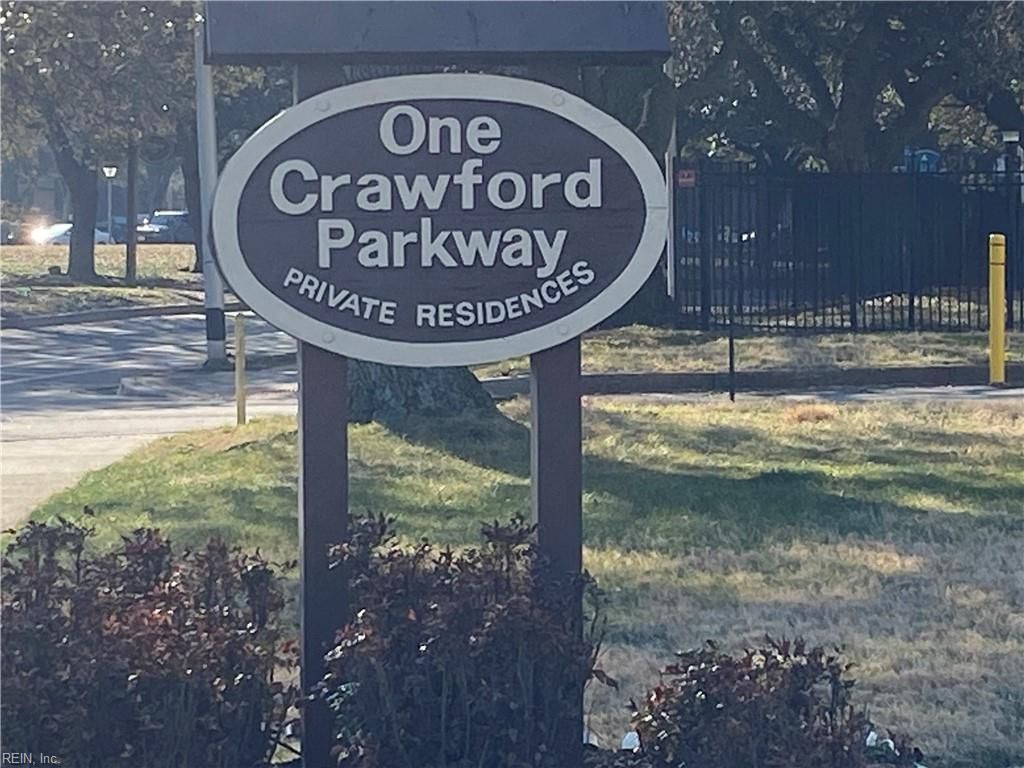 One
Crawford
Parkway
PRIVATE RESIDENCES
REIN, Inc.